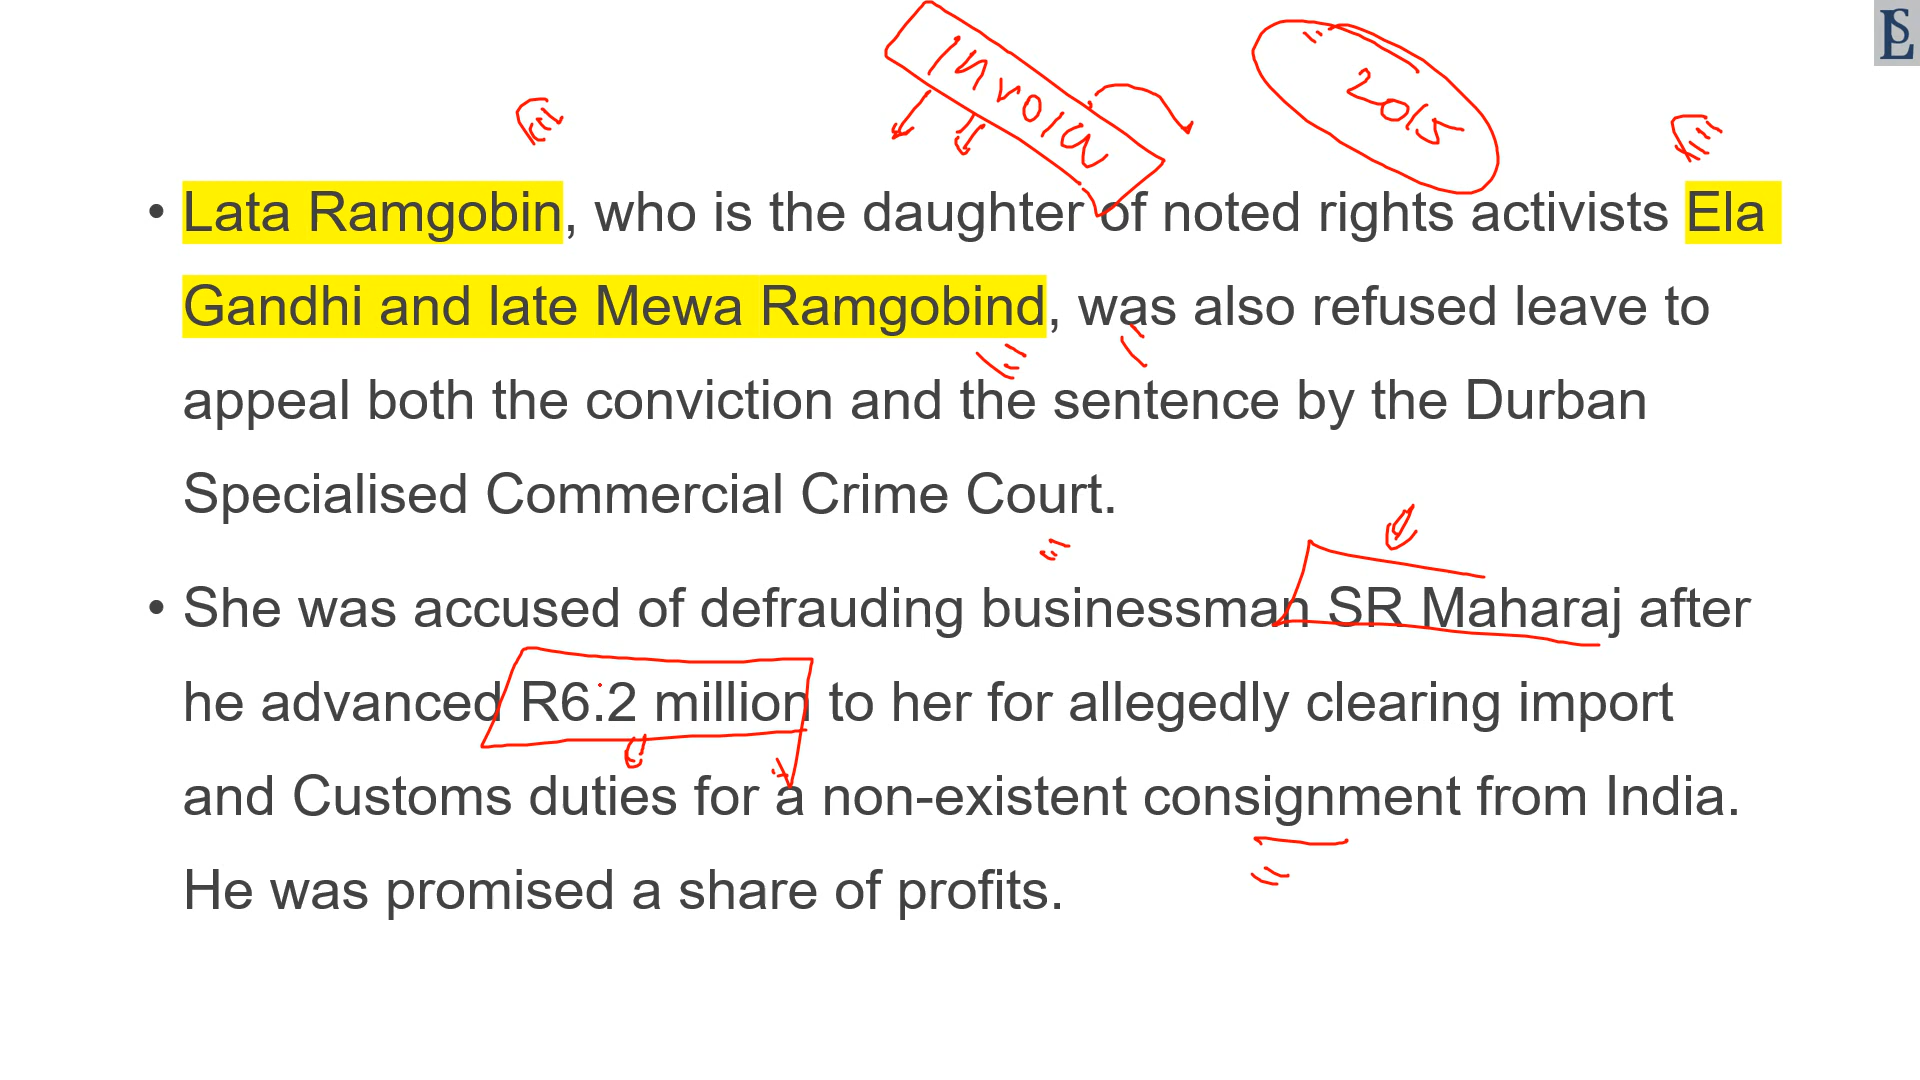 Invoice
2015
LS
• Lata Ramgobin, who is the daughter of noted rights activists Ela
Gandhi and late Mewa Ramgobind, was also refused leave to
appeal both the conviction and the sentence by the Durban
Specialised Commercial Crime Court.
• She was accused of defrauding businessman SR Maharaj after
he advanced R6.2 million to her for allegedly clearing import
and Customs duties for a non-existent consignment from India.
He was promised a share of profits.